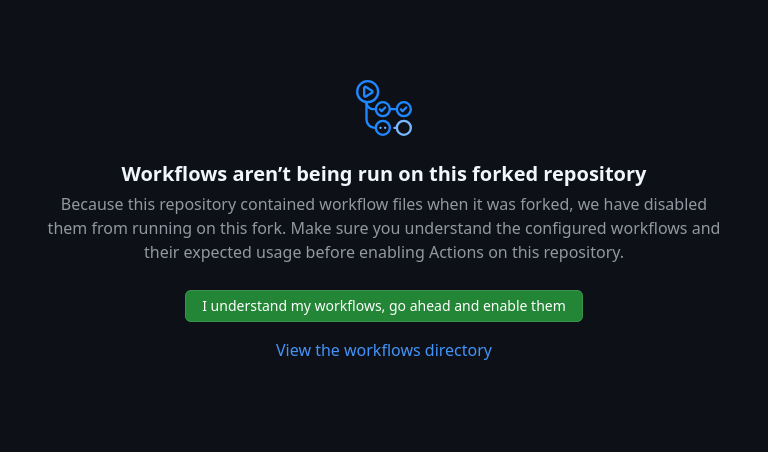 Workflows aren’t being run on this forked repository
Because this repository contained workflow files when it was forked, we have disabled
them from running on this fork. Make sure you understand the configured workflows and
their expected usage before enabling Actions on this repository.
I understand my workflows, go ahead and enable them
View the workflows directory